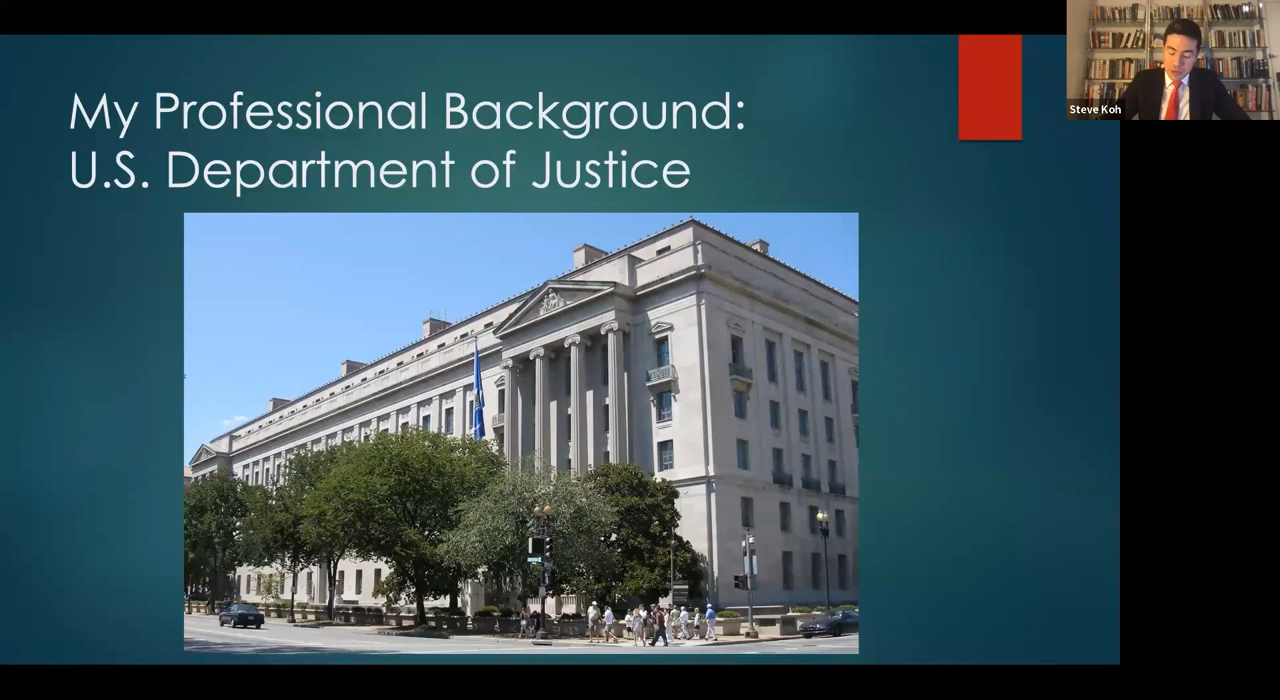 My Professional Background:
U.S. Department of Justice
Steve Koh